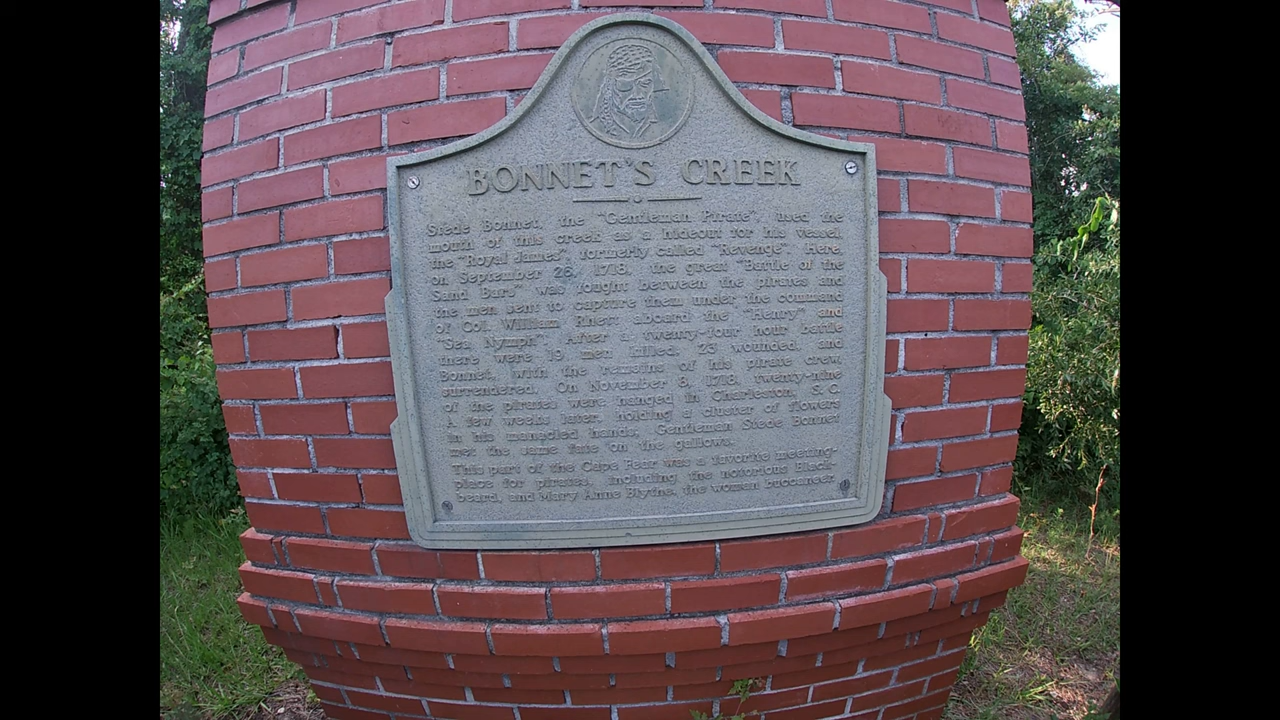 BONNET'S CREEK
Stede Bonnet, the "Gentleman Pirate", used the
mouth of this creek as a hideout for his vessel,
the "Royal James", formerly called "Revenge". Here,
on September 26, 1718, the great "Battle of the
Sand Bars" was fought between the pirates and
the men sent to capture them under the command
of Col. William Rhett aboard the "Henry" and
"Sea Nymph". After a twenty-four hour battle
there were 19 men killed, 23 wounded, and
Bonnet, with the remains of his pirate crew,
surrendered. On November 8, 1718, twenty-nine
of the pirates were hanged in Charleston, S. C.
A few weeks later, holding a cluster of flowers
in his manacled hands, Gentleman Stede Bonnet
met the same fate on the gallows.
This part of the Cape Fear was a favorite meeting-
place for pirates, including the notorious Black-
beard, and Mary Anne Blythe, the woman buccaneer.